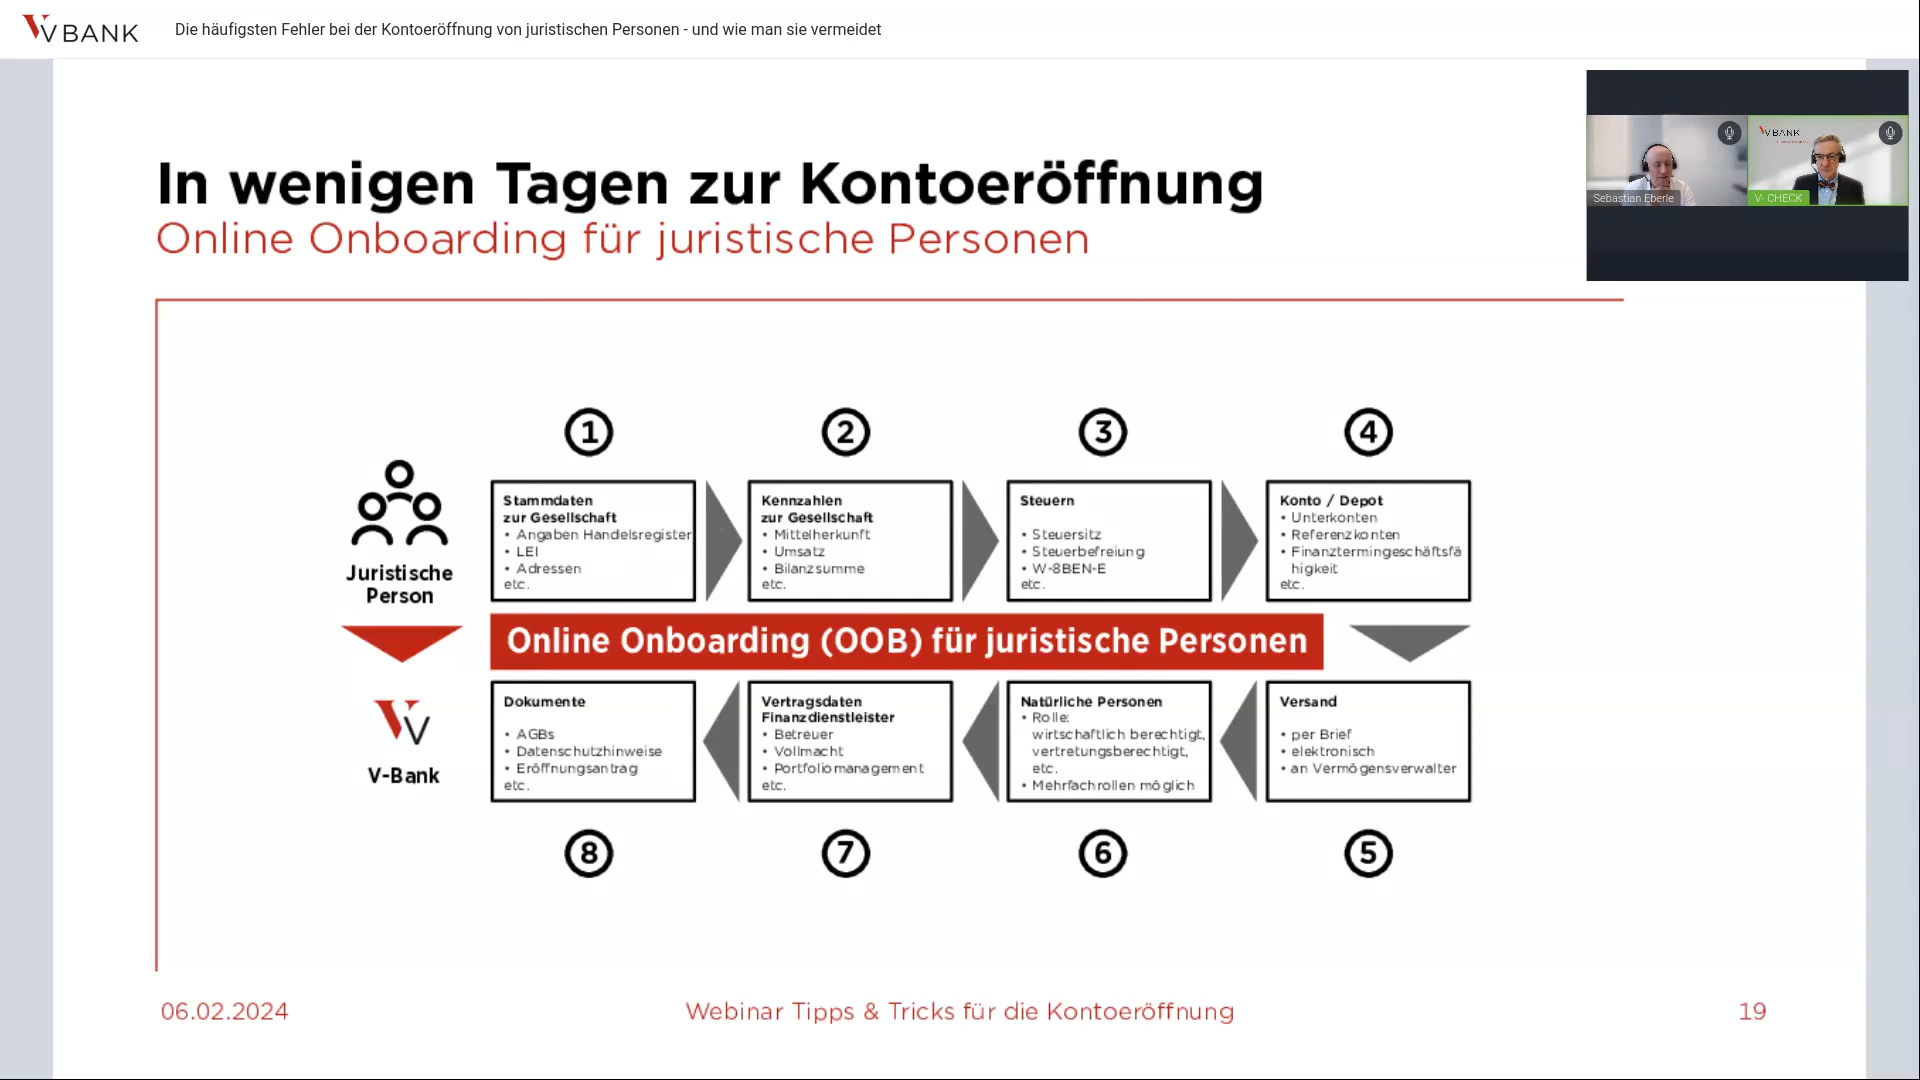 VBANK
Die häufigsten Fehler bei der Kontoeröffnung von juristischen Personen - und wie man sie vermeidet
VBANK
Sebastian Eberle
V- CHECK
In wenigen Tagen zur Kontoeröffnung
Online Onboarding für juristische Personen
1
2
3
4
Juristische
Person
Stammdaten
zur Gesellschaft
• Angaben Handelsregister
• LEI
• Adressen
etc.
Kennzahlen
zur Gesellschaft
• Mittelherkunft
• Umsatz
• Bilanzsumme
etc.
Steuern
• Steuersitz
• Steuerbefreiung
• W-8BEN-E
etc.
Konto / Depot
• Unterkonten
• Referenzkonten
• Finanztermingeschäftsfä
higkeit
etc.
Online Onboarding (OOB) für juristische Personen
V
V-Bank
Dokumente
• AGBs
• Datenschutzhinweise
• Eröffnungsantrag
etc.
Vertragsdaten
Finanzdienstleister
• Betreuer
• Vollmacht
• Portfoliomanagement
etc.
Natürliche Personen
• Rolle:
wirtschaftlich berechtigt,
vertretungsberechtigt,
etc.
• Mehrfachrollen möglich
Versand
• per Brief
• elektronisch
• an Vermögensverwalter
8
7
6
5
06.02.2024
Webinar Tipps & Tricks für die Kontoeröffnung
19